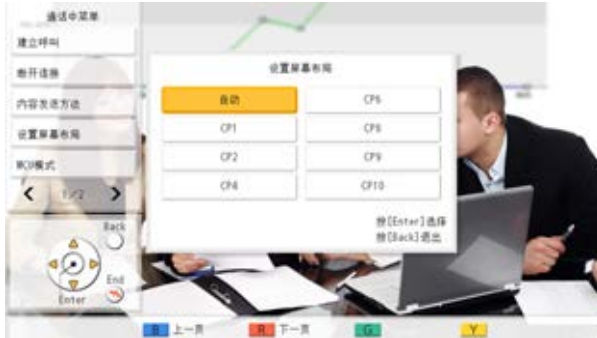 通话中菜单
建立呼叫
断开连接
内容发送方法
设置屏幕布局
MCU模式
1/2
Back
End
Enter
设置屏幕布局
自动
CP6
CP1
CP8
CP2
CP9
CP4
CP10
按[Enter]选择
按[Back]退出
B 上一页 R 下一页 G Y